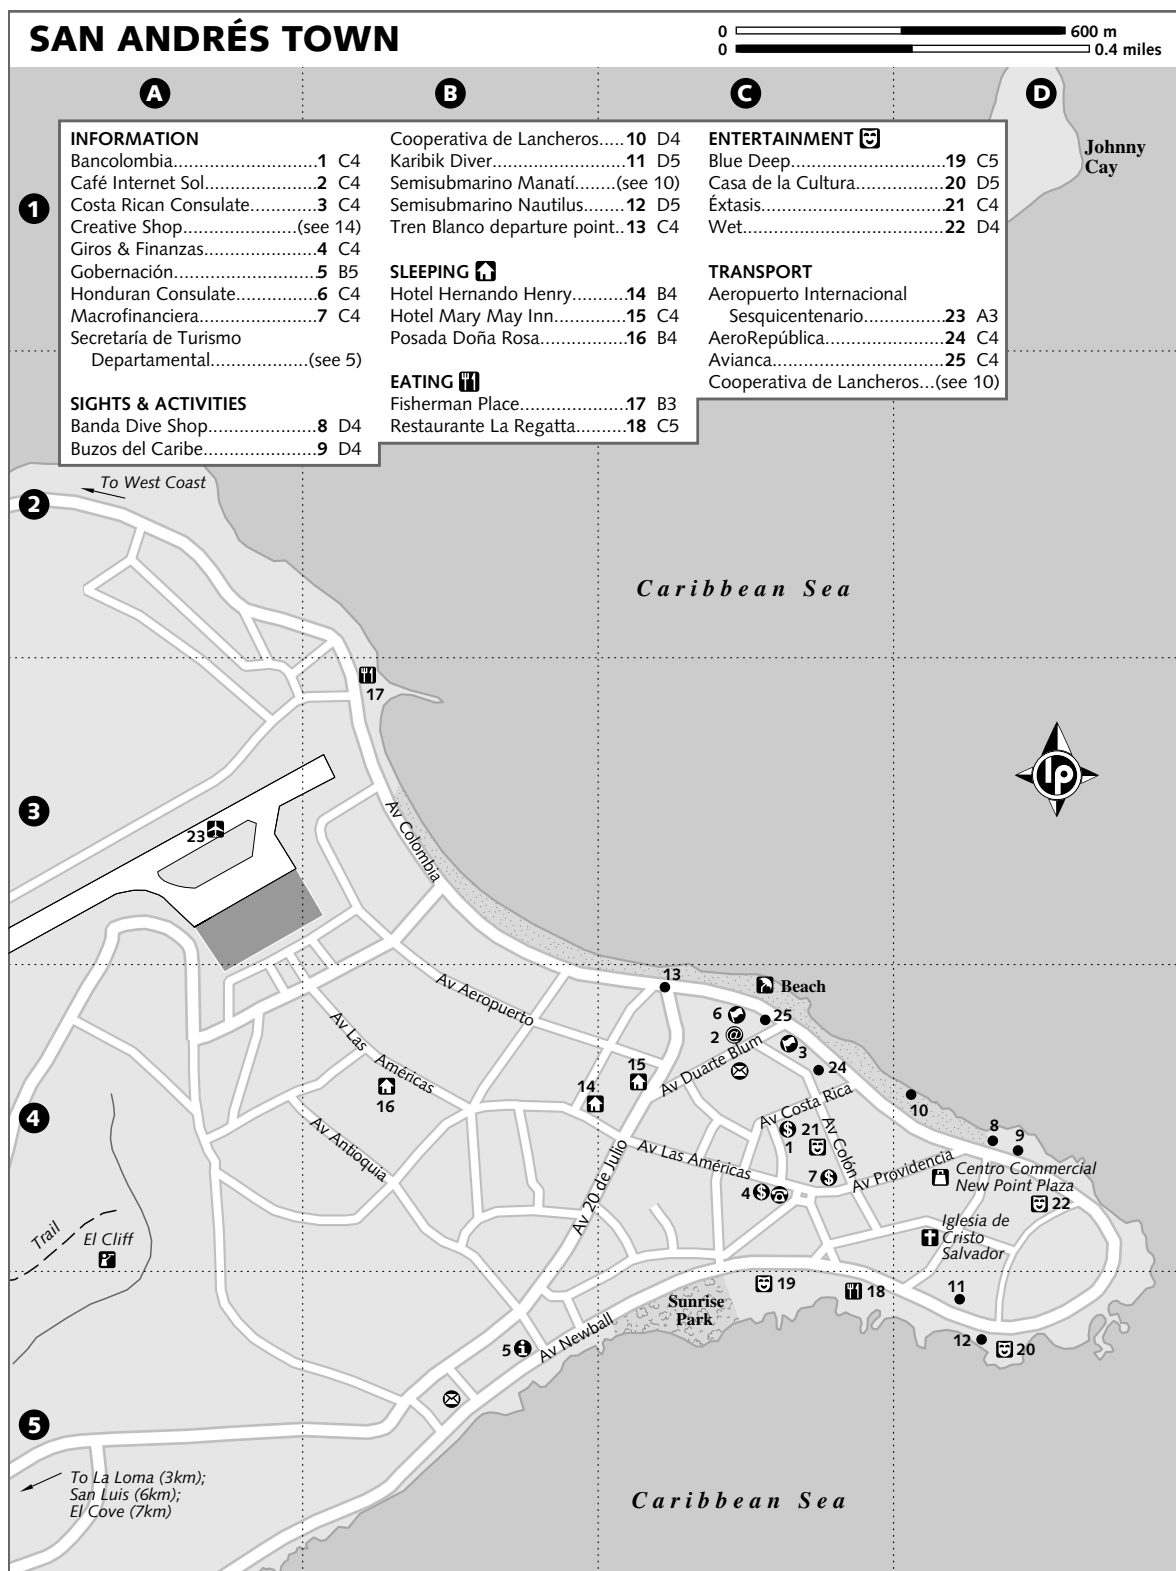 SAN ANDRÉS TOWN
0 600 m
0 0.4 miles
A B C D
INFORMATION
Bancolombia.............................1 C4
Café Internet Sol.......................2 C4
Costa Rican Consulate............3 C4
Creative Shop.....................(see 14)
Giros & Finanzas......................4 C4
Gobernación............................5 B5
Honduran Consulate...............6 C4
Macrofinanciera.......................7 C4
Secretaría de Turismo
Departamental..................(see 5)
SIGHTS & ACTIVITIES
Banda Dive Shop.....................8 D4
Buzos del Caribe......................9 D4
Cooperativa de Lancheros.....10 D4
Karibik Diver..........................11 D5
Semisubmarino Manatí......(see 10)
Semisubmarino Nautilus.......12 D5
Tren Blanco departure point..13 C4
SLEEPING
Hotel Hernando Henry..........14 B4
Hotel Mary May Inn.............15 C4
Posada Doña Rosa................16 B4
EATING
Fisherman Place.....................17 B3
Restaurante La Regatta.........18 C5
ENTERTAINMENT
Blue Deep..............................19 C5
Casa de la Cultura.................20 D5
Éxtasis...................................21 C4
Wet.......................................22 D4
TRANSPORT
Aeropuerto Internacional
Sesquicentenario...............23 A3
AeroRepública.......................24 C4
Avianca.................................25 C4
Cooperativa de Lancheros...(see 10)
Johnny
Cay
1
To West Coast
2
Caribbean Sea
17
lp
3
23
Av Colombia
13
Beach
Av Aeropuerto
6
25
2
3
Av Las Américas
Av Duarte Blum
15
24
14
16
10
4
Av Costa Rica
8
9
Av Antioquia
21
1
Av Colón
Av 20 de Julio
Av Las Américas
7
Av Providencia
Centro Commercial
New Point Plaza
4
22
Trail
El Cliff
Iglesia de
Cristo
Salvador
19
18
11
Sunrise
Park
12
20
5
Av Newball
5
To La Loma (3km);
San Luis (6km);
El Cove (7km)
Caribbean Sea